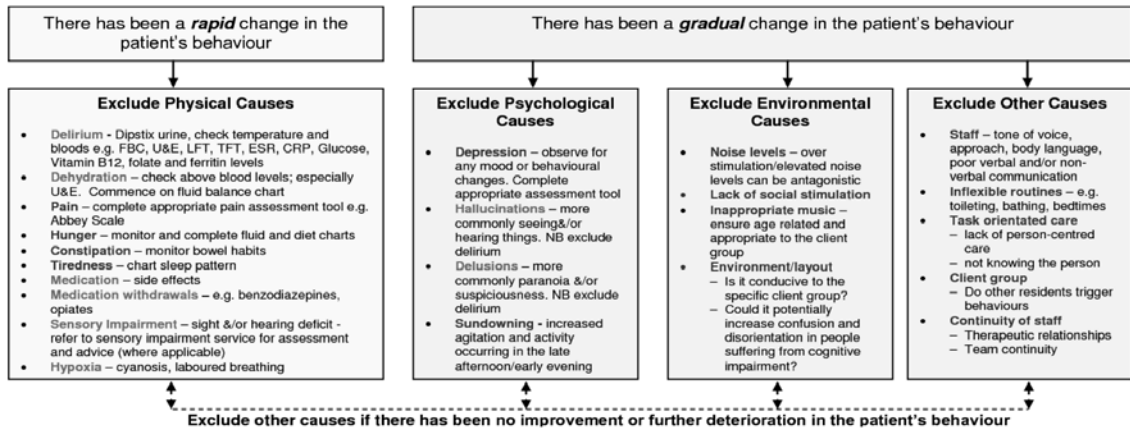 There has been a rapid change in the
patient's behaviour
There has been a gradual change in the patient's
behaviour
Exclude Physical Causes
• Delirium - Dipstix urine, check temperature and
bloods e.g. FBC, U&E, LFT, TFT, ESR, CRP, Glucose,
Vitamin B12, folate and ferritin levels
• Dehydration – check above blood levels; especially
U&E. Commence on fluid balance chart
• Pain – complete appropriate pain assessment tool e.g.
Abbey Scale
• Hunger – monitor and complete fluid and diet charts
• Constipation – monitor bowel habits
• Tiredness – chart sleep pattern
• Medication – side effects
• Medication withdrawals – e.g. benzodiazepines,
opiates
• Sensory Impairment – sight &/or hearing deficit -
refer to sensory impairment service for assessment
and advice (where applicable)
• Hypoxia – cyanosis, laboured breathing
Exclude Psychological
Causes
• Depression – observe for
any mood or behavioural
changes. Complete
appropriate assessment tool
• Hallucinations – more
commonly seeing&/or
hearing things. NB exclude
delirium
• Delusions – more
commonly paranoia &/or
suspiciousness. NB exclude
delirium
• Sundowning - increased
agitation and activity
occurring in the late
afternoon/early evening
Exclude Environmental
Causes
• Noise levels – over
stimulation/elevated noise
levels can be antagonistic
• Lack of social stimulation
• Inappropriate music –
ensure age related and
appropriate to the client
group
• Environment/layout
– Is it conducive to the
specific client group?
– Could it potentially
increase confusion and
disorientation in people
suffering from cognitive
impairment?
Exclude Other Causes
• Staff – tone of voice,
approach, body language,
poor verbal and/or non-
verbal communication
• Inflexible routines – e.g.
toileting, bathing, bedtimes
• Task orientated care
– lack of person-centred
care
– not knowing the person
• Client group
– Do other residents trigger
behaviours
• Continuity of staff
– Therapeutic relationships
– Team continuity
Exclude other causes if there has been no improvement or further deterioration in the patient's behaviour